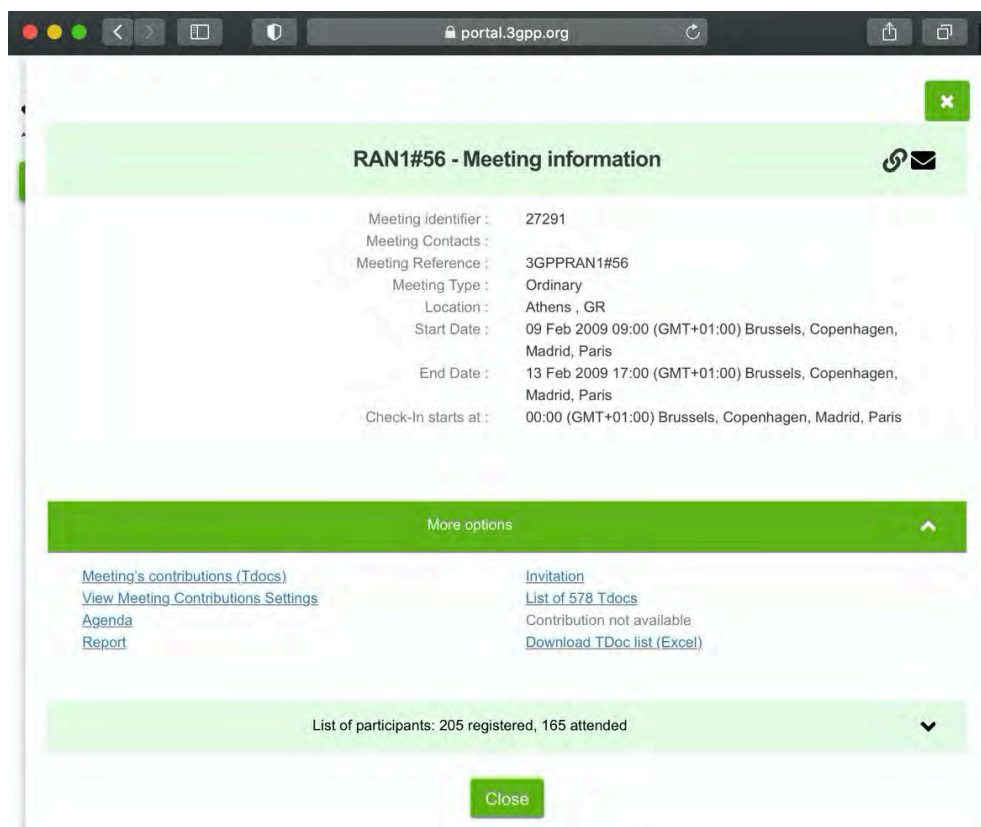 portal.3gpp.org
RAN1#56 - Meeting information
Meeting identifier : 27291
Meeting Contacts :
Meeting Reference : 3GPPRAN1#56
Meeting Type : Ordinary
Location : Athens , GR
Start Date : 09 Feb 2009 09:00 (GMT+01:00) Brussels, Copenhagen,
Madrid, Paris
End Date : 13 Feb 2009 17:00 (GMT+01:00) Brussels, Copenhagen,
Madrid, Paris
Check-In starts at : 00:00 (GMT+01:00) Brussels, Copenhagen, Madrid, Paris
More options
Meeting's contributions (Tdocs) Invitation
View Meeting Contributions Settings List of 578 Tdocs
Agenda Contribution not available
Report Download TDoc list (Excel)
List of participants: 205 registered, 165 attended
Close